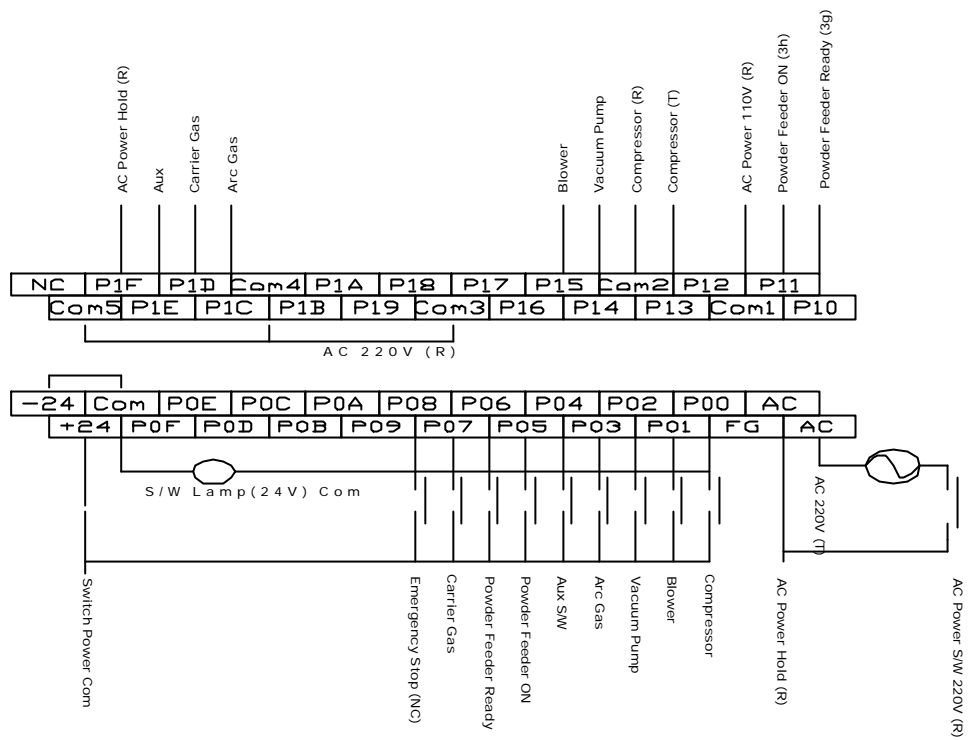 AC Power Hold (R)
Aux
Carrier Gas
Arc Gas
Blower
Vacuum Pump
Compressor (R)
Compressor (T)
AC Power 110V (R)
Powder Feeder ON (3h)
Powder Feeder Ready (3g)
NC P1F P1D Com4 P1A P18 P17 P15 Com2 P12 P11
Com5 P1E P1C P1B P19 Com3 P16 P14 P13 Com1 P10
AC 220V (R)
-24 Com P0E P0C P0A P08 P06 P04 P02 P00 AC
+24 P0F P0D P0B P09 P07 P05 P03 P01 FG AC
S/W Lamp(24V) Com
AC 220V (T)
Switch Power Com
Emergency Stop (NC)
Carrier Gas
Powder Feeder Ready
Powder Feeder ON
Aux S/W
Arc Gas
Vacuum Pump
Blower
Compressor
AC Power Hold (R)
AC Power S/W 220V (R)